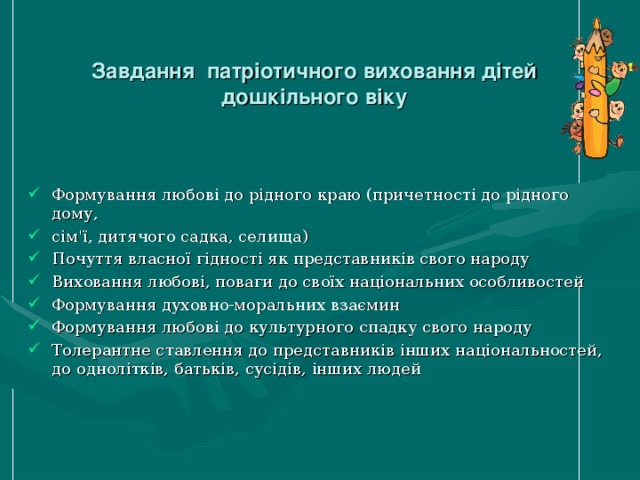 Завдання патріотичного виховання дітей
дошкільного віку
Формування любові до рідного краю (причетності до рідного
дому,
сім'ї, дитячого садка, селища)
Почуття власної гідності як представників свого народу
Виховання любові, поваги до своїх національних особливостей
Формування духовно-моральних взаємин
Формування любові до культурного спадку свого народу
Толерантне ставлення до представників інших національностей,
до однолітків, батьків, сусідів, інших людей